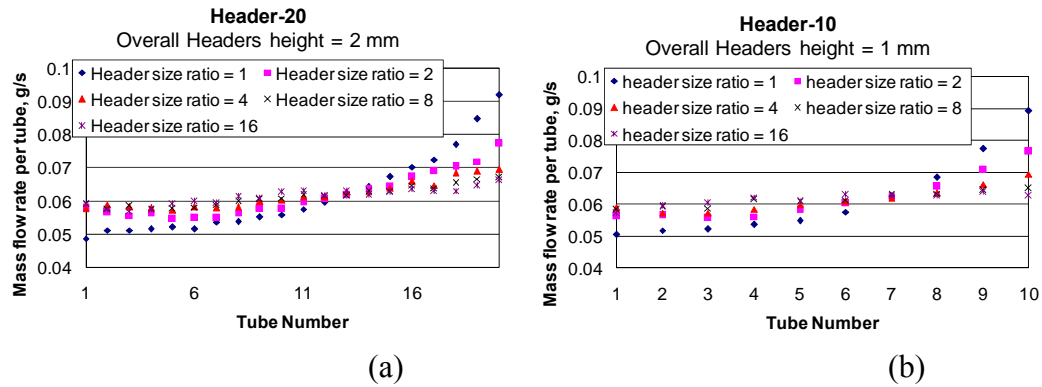 Header-20
Overall Headers height = 2 mm
Mass flow rate per tube, g/s
0.1
0.09
0.08
0.07
0.06
0.05
0.04
Header size ratio = 1
Header size ratio = 2
Header size ratio = 4
Header size ratio = 8
Header size ratio = 16
1 6 11 16
Tube Number
(a)
Header-10
Overall Headers height = 1 mm
Mass flow rate per tube, g/s
0.1
0.09
0.08
0.07
0.06
0.05
0.04
header size ratio = 1
header size ratio = 2
header size ratio = 4
header size ratio = 8
header size ratio = 16
1 2 3 4 5 6 7 8 9 10
Tube Number
(b)